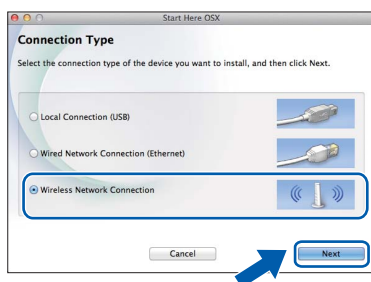 Start Here OSX
Connection Type
Select the connection type of the device you want to install, and then click Next.
Local Connection (USB)
Wired Network Connection (Ethernet)
Wireless Network Connection
Cancel
Next